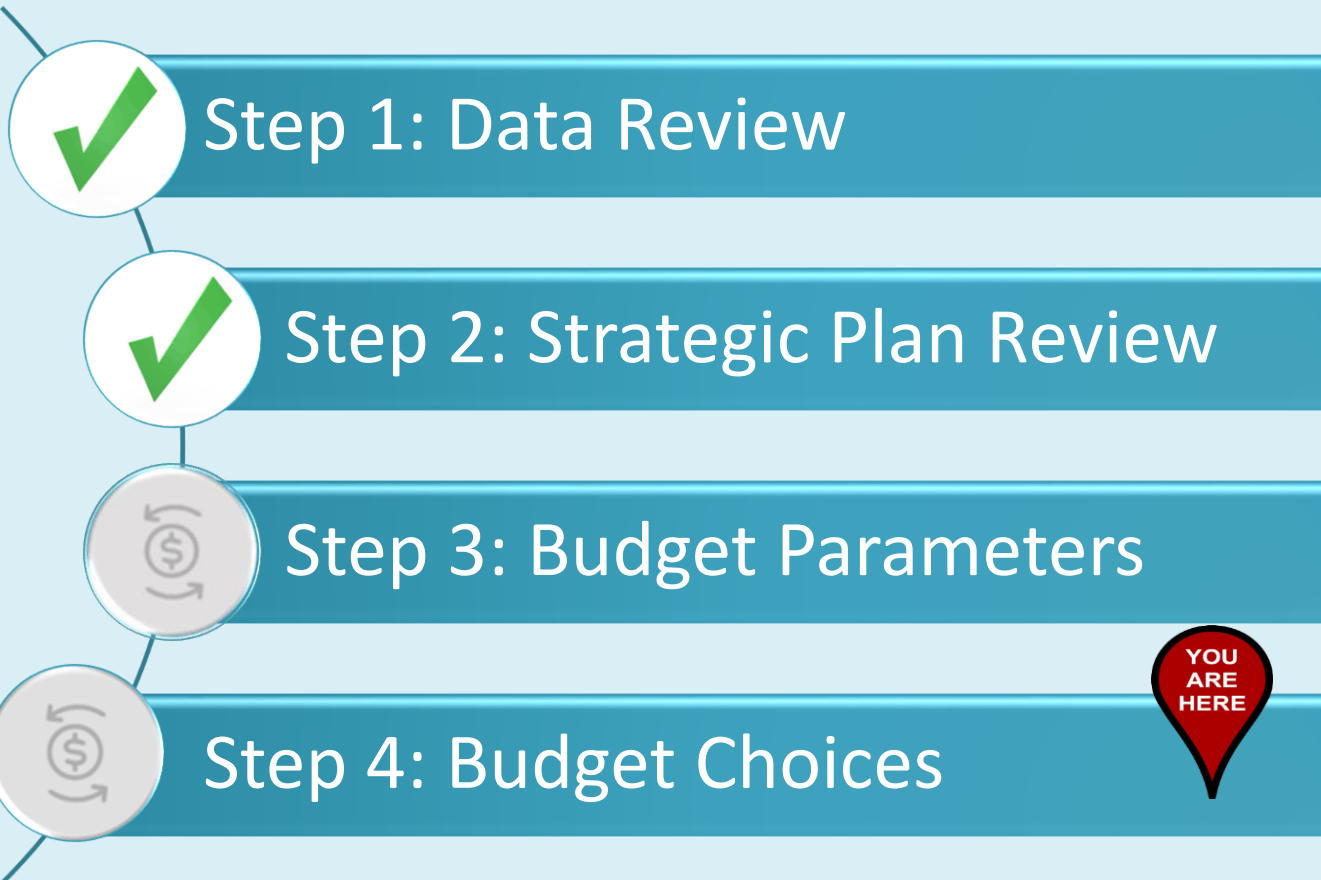 Step 1: Data Review
Step 2: Strategic Plan Review
Step 3: Budget Parameters
YOU
ARE
HERE
Step 4: Budget Choices
$
$